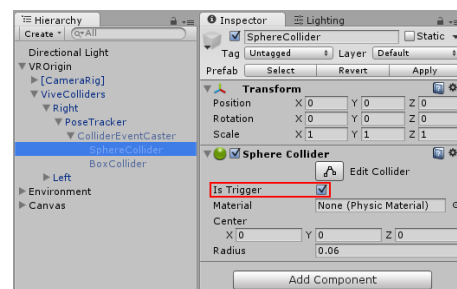 Hierarchy
Create
All
Directional Light
VROrigin
[CameraRig]
ViveColliders
Right
PoseTracker
ColliderEventCaster
SphereCollider
BoxCollider
Left
Environment
Canvas
Inspector Lighting
SphereCollider Static
Tag Untagged Layer Default
Prefab Select Revert Apply
Transform
Position X 0 Y 0 Z 0
Rotation X 0 Y 0 Z 0
Scale X 1 Y 1 Z 1
Sphere Collider
Edit Collider
Is Trigger
Material None (Physic Material)
Center
X 0 Y 0 Z 0
Radius 0.06
Add Component